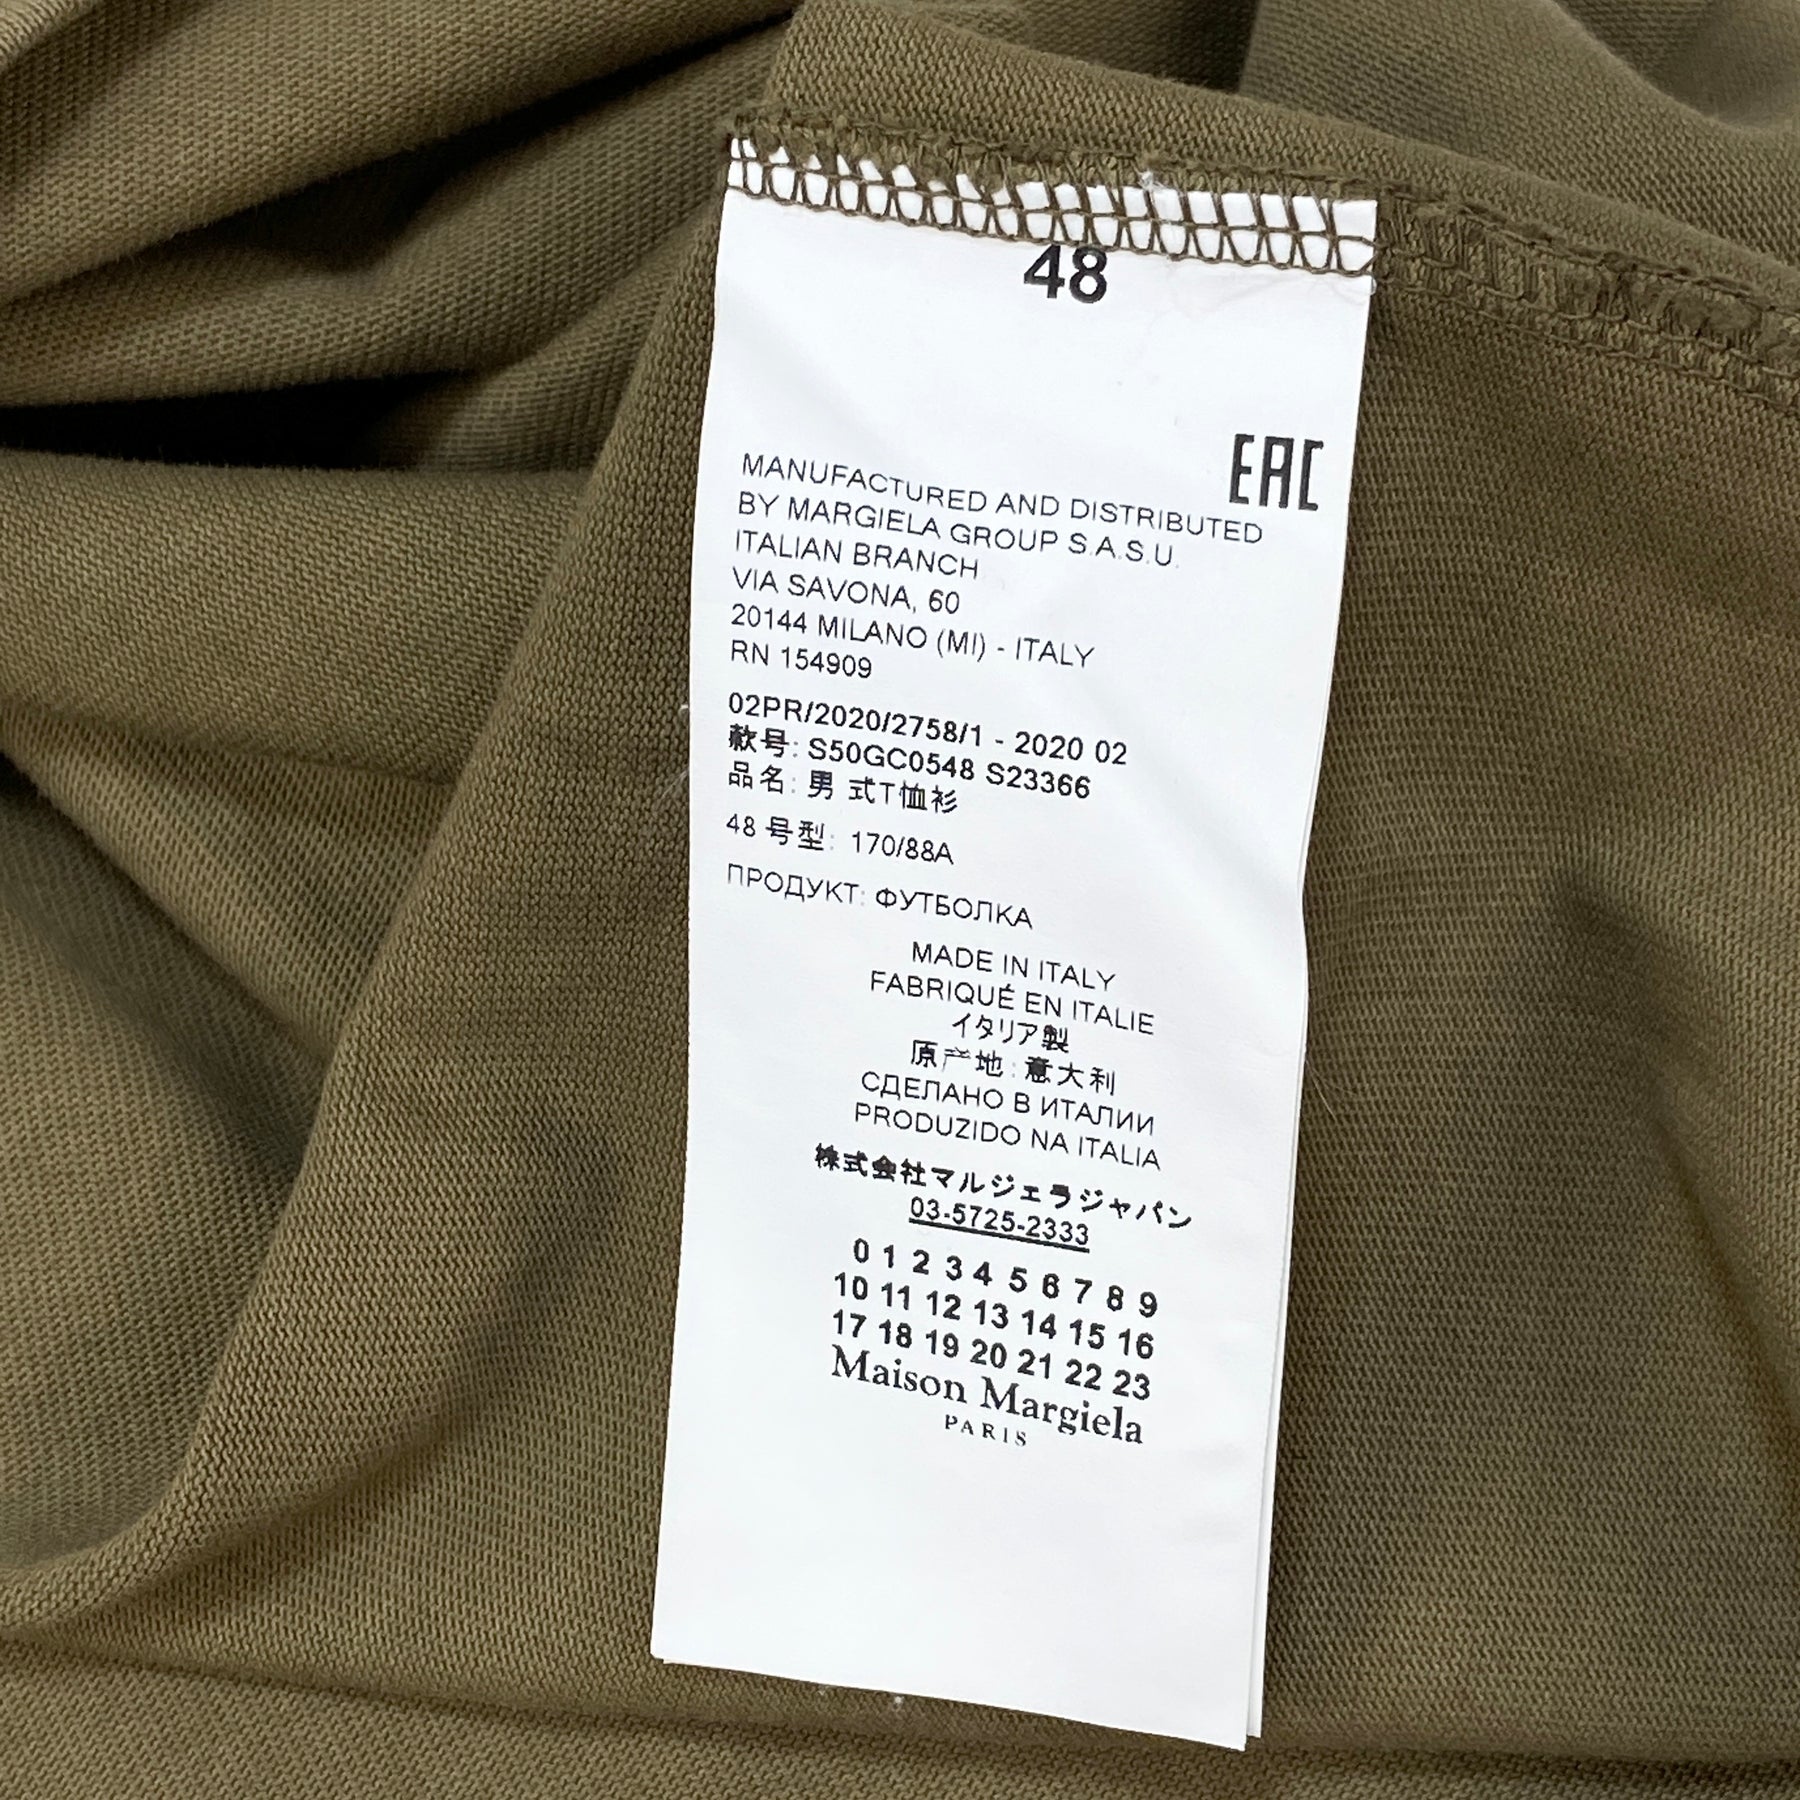 48
EAC
MANUFACTURED AND DISTRIBUTED
BY MARGIELA GROUP S.A.S.U.
ITALIAN BRANCH
VIA SAVONA, 60
20144 MILANO (MI) - ITALY
RN 154909
02PR/2020/2758/1 - 2020 02
款号: S50GC0548 S23366
品名: 男 式T恤衫
48 号型: 170/88A
ПРОДУКТ: ФУТБОЛКА
MADE IN ITALY
FABRIQUÉ EN ITALIE
イタリア製
原产地: 意大利
СДЕЛАНО В ИТАЛИИ
PRODUZIDO NA ITALIA
株式会社マルジェラジャパン
03-5725-2333
0 1 2 3 4 5 6 7 8 9
10 11 12 13 14 15 16
17 18 19 20 21 22 23
Maison Margiela
PARIS